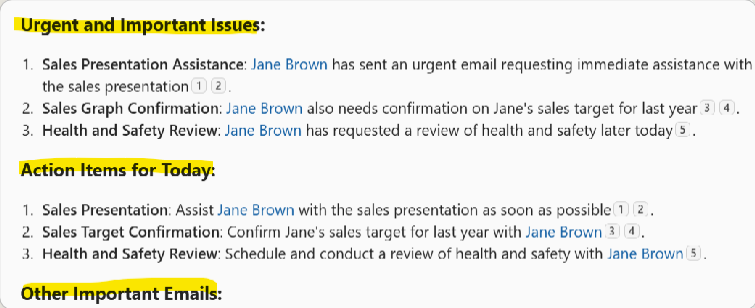 Urgent and Important Issues:
1. Sales Presentation Assistance: Jane Brown has sent an urgent email requesting immediate assistance with
the sales presentation 1 2 .
2. Sales Graph Confirmation: Jane Brown also needs confirmation on Jane's sales target for last year 3 4 .
3. Health and Safety Review: Jane Brown has requested a review of health and safety later today 5 .
Action Items for Today:
1. Sales Presentation: Assist Jane Brown with the sales presentation as soon as possible 1 2 .
2. Sales Target Confirmation: Confirm Jane's sales target for last year with Jane Brown 3 4 .
3. Health and Safety Review: Schedule and conduct a review of health and safety with Jane Brown 5 .
Other Important Emails: